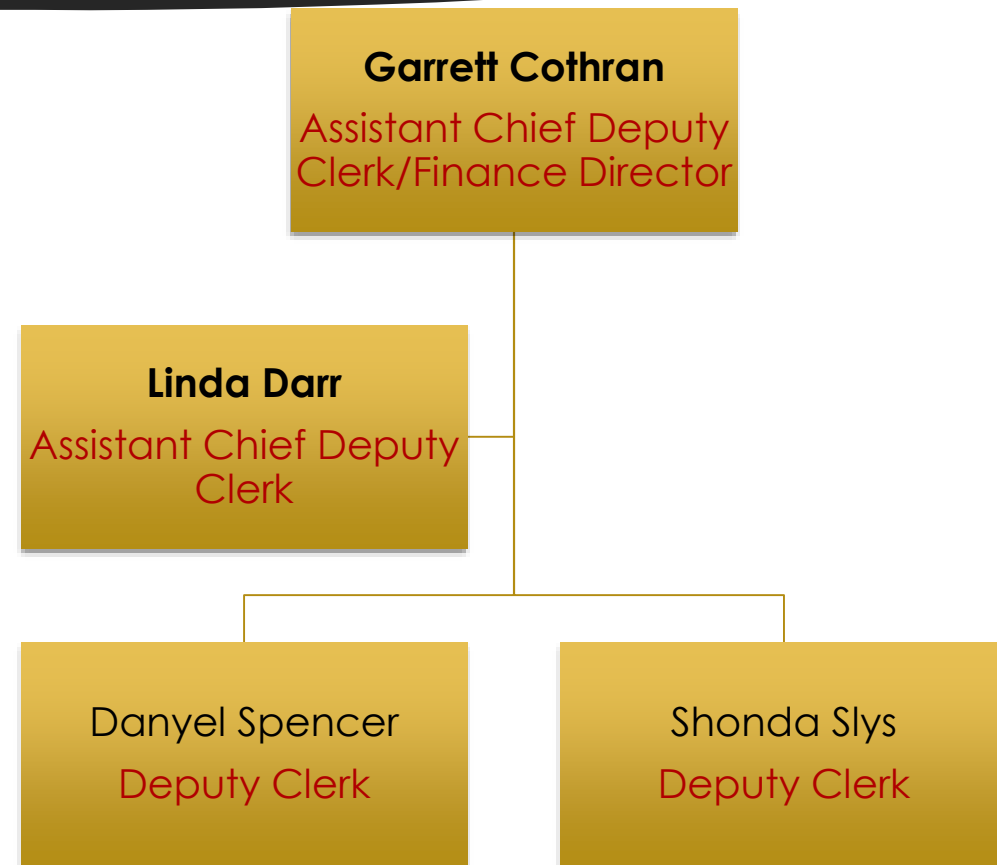 Garrett Cothran
Assistant Chief Deputy
Clerk/Finance Director
Linda Darr
Assistant Chief Deputy
Clerk
Danyel Spencer
Deputy Clerk
Shonda Slys
Deputy Clerk